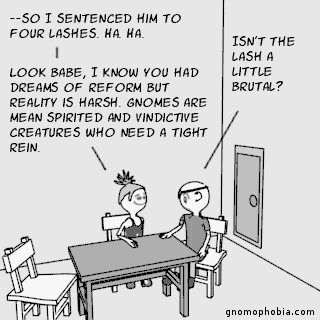 --SO I SENTENCED HIM TO
FOUR LASHES. HA. HA.
ISN'T THE
LASH A
LITTLE
BRUTAL?
LOOK BABE, I KNOW YOU HAD
DREAMS OF REFORM BUT
REALITY IS HARSH. GNOMES ARE
MEAN SPIRITED AND VINDICTIVE
CREATURES WHO NEED A TIGHT
REIN.
gnomophobia.com